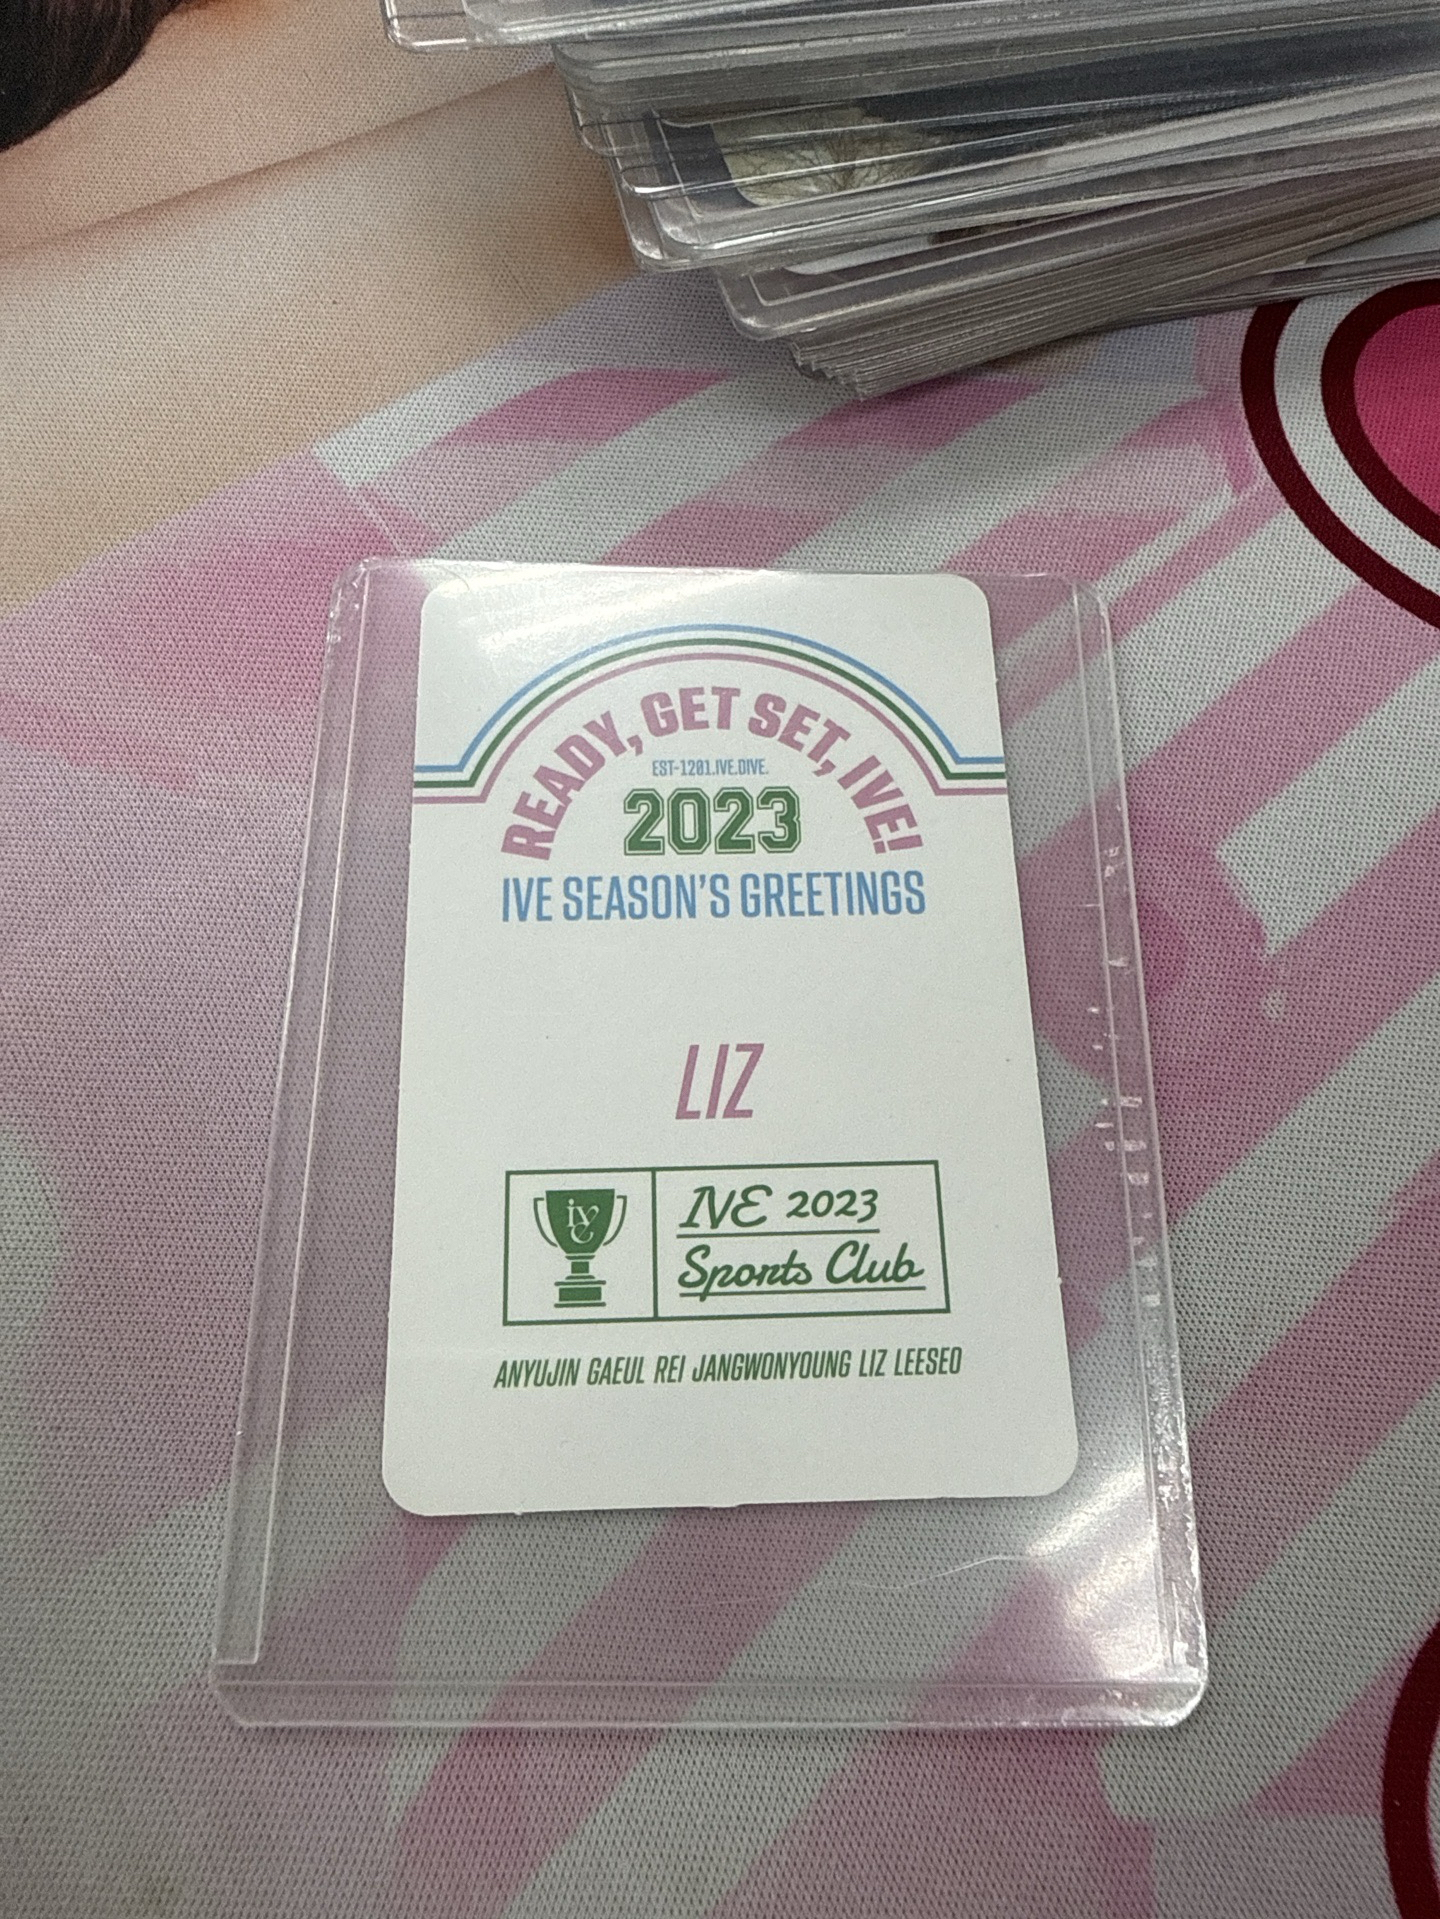 READY, GET SET, IVE!
EST-1201.IVE.DIVE.
2023
IVE SEASON'S GREETINGS
LIZ
ive
IVE 2023
Sports Club
ANYUJIN GAEUL REI JANGWONYOUNG LIZ LEESEO